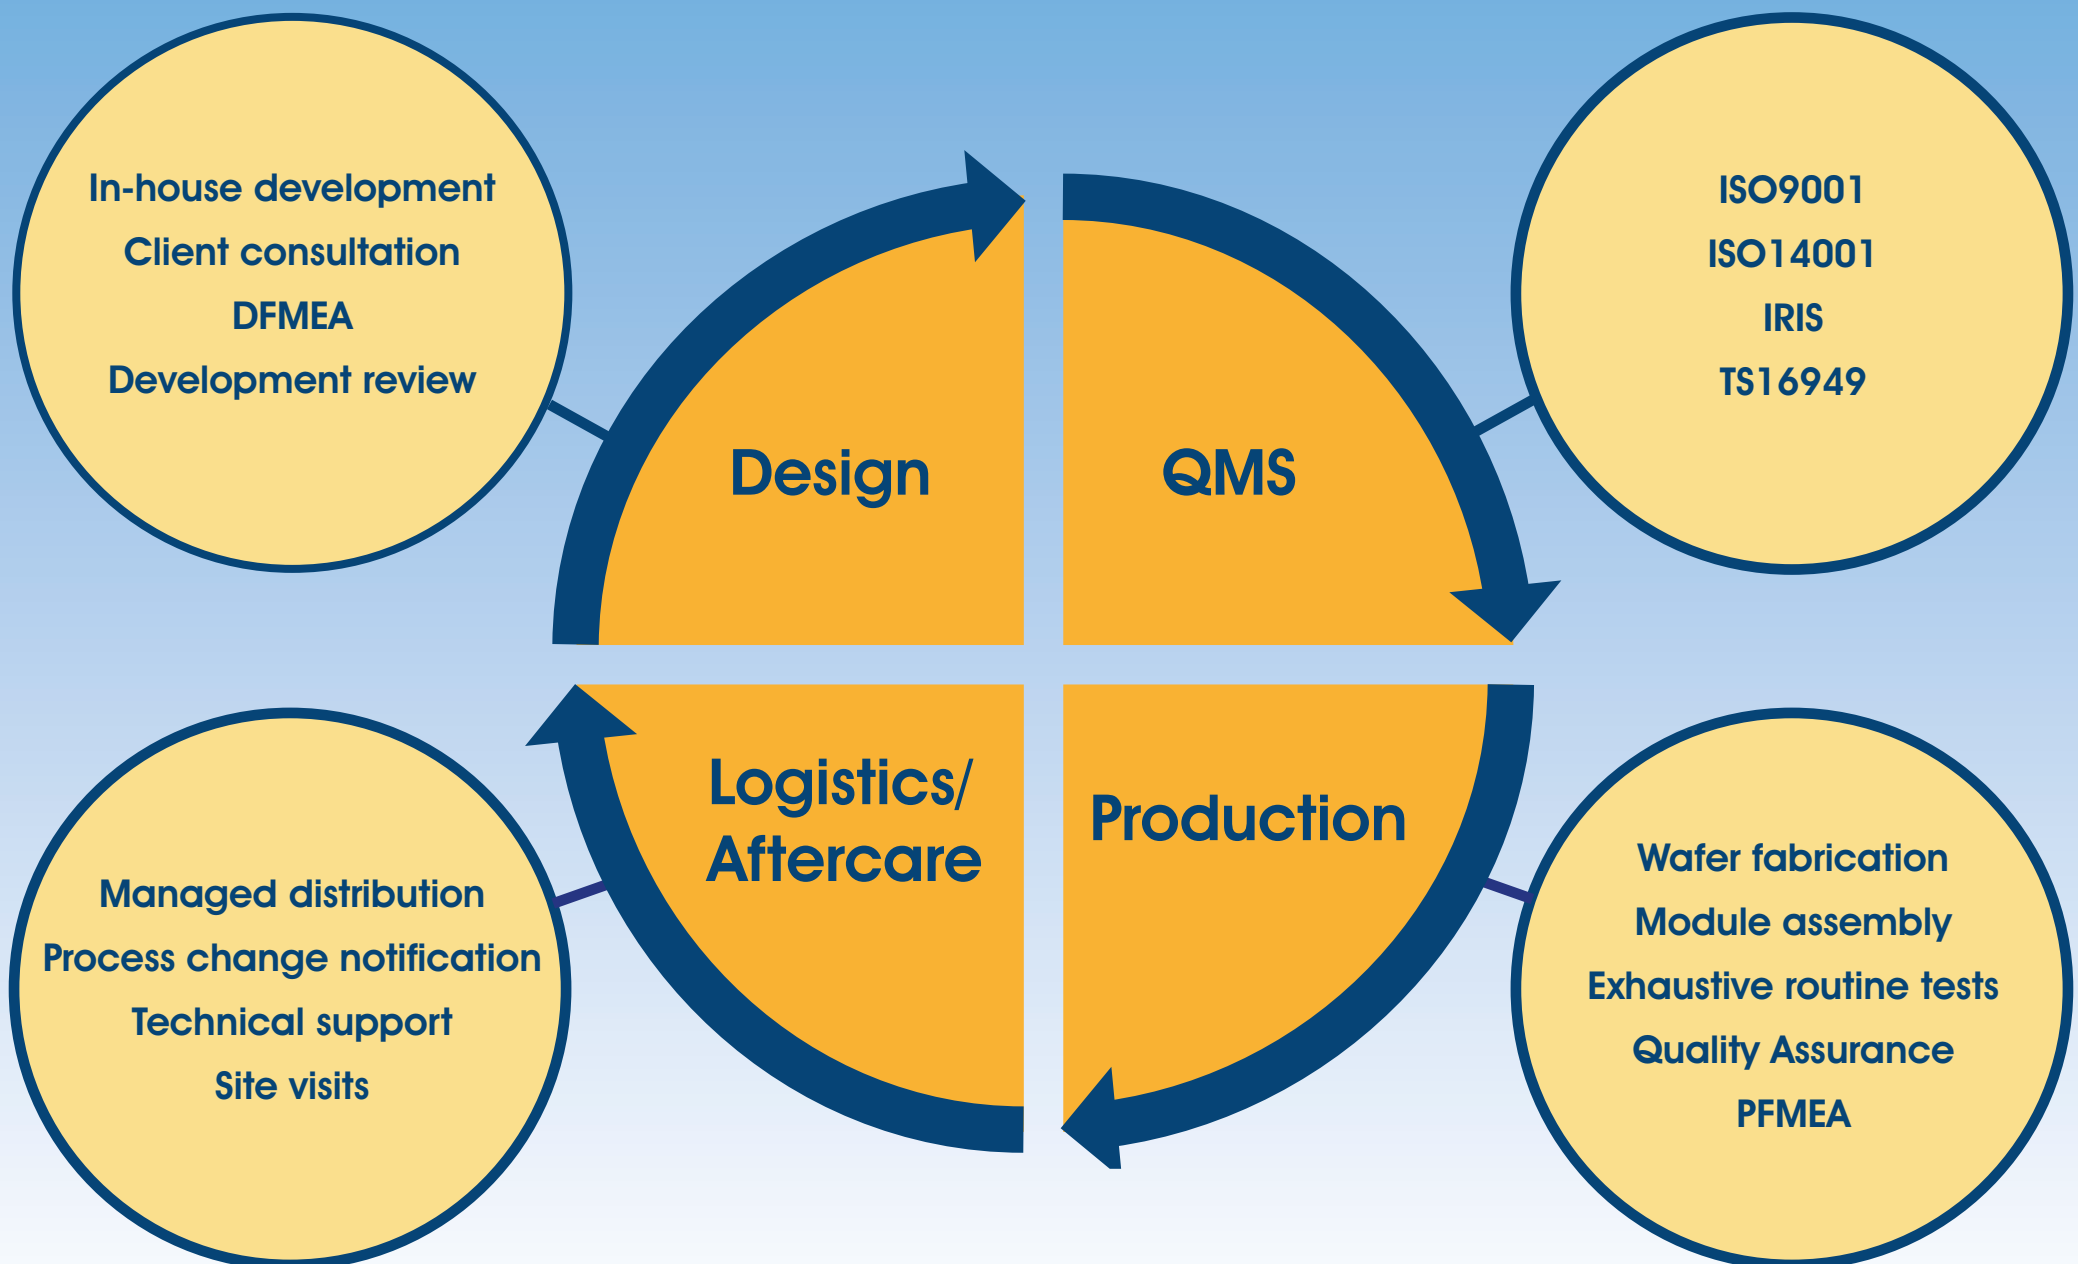 In-house development
Client consultation
DFMEA
Development review
ISO9001
ISO14001
IRIS
TS16949
Design
QMS
Logistics/
Aftercare
Production
Managed distribution
Process change notification
Technical support
Site visits
Wafer fabrication
Module assembly
Exhaustive routine tests
Quality Assurance
PFMEA